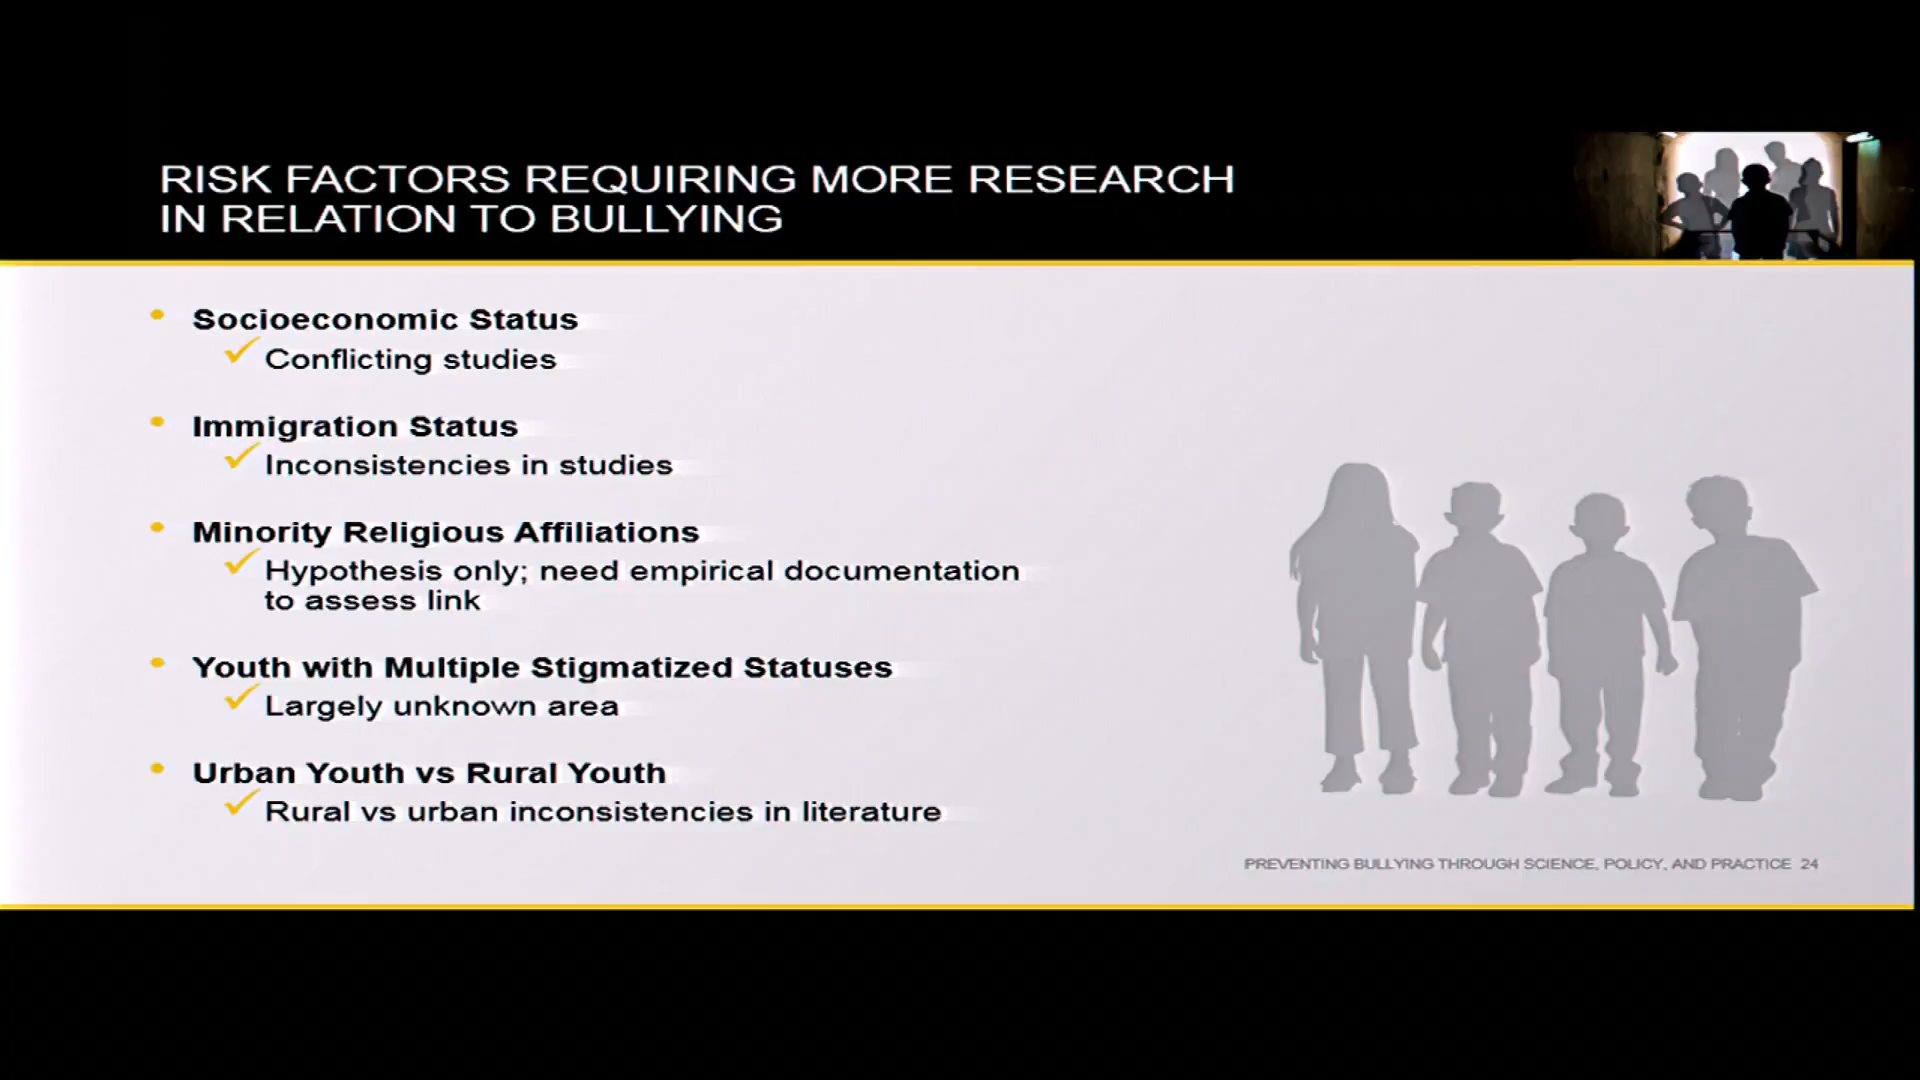 RISK FACTORS REQUIRING MORE RESEARCH
IN RELATION TO BULLYING
• Socioeconomic Status
✓ Conflicting studies
• Immigration Status
✓ Inconsistencies in studies
• Minority Religious Affiliations
✓ Hypothesis only; need empirical documentation
to assess link
• Youth with Multiple Stigmatized Statuses
✓ Largely unknown area
• Urban Youth vs Rural Youth
✓ Rural vs urban inconsistencies in literature
PREVENTING BULLYING THROUGH SCIENCE, POLICY, AND PRACTICE 24